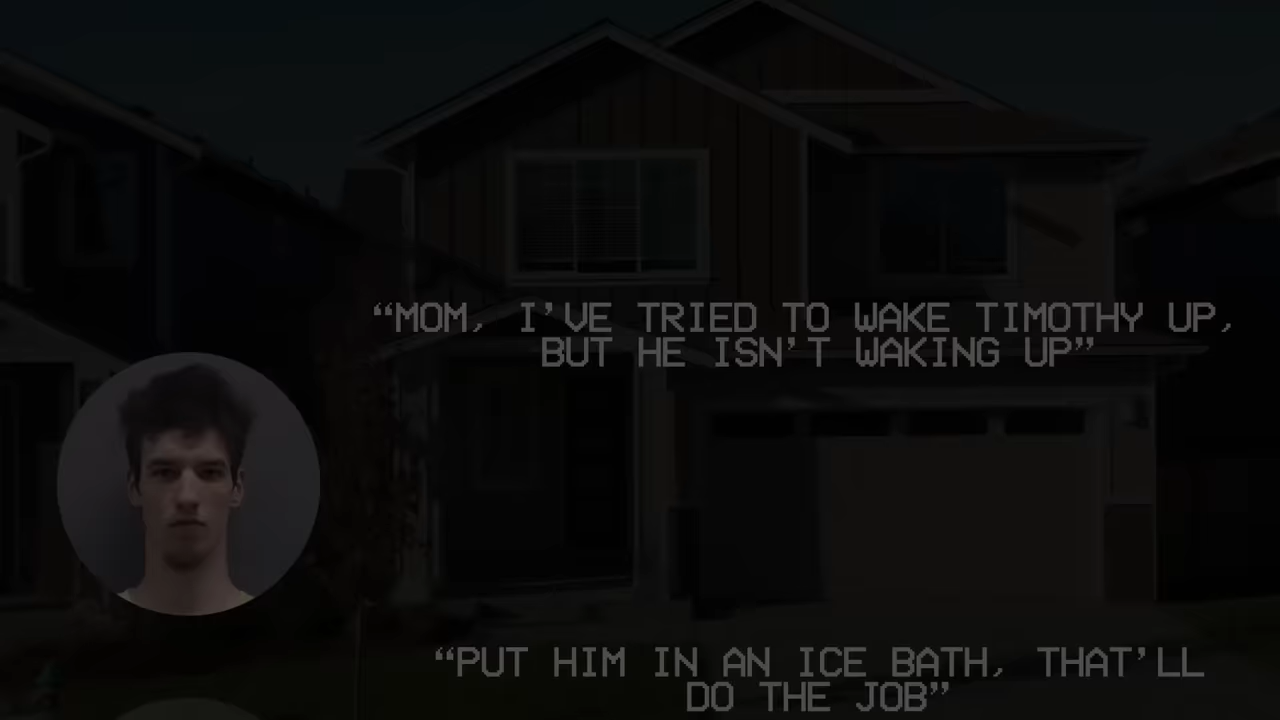 “MOM, I’VE TRIED TO WAKE TIMOTHY UP,
BUT HE ISN’T WAKING UP”
“PUT HIM IN AN ICE BATH, THAT’LL
DO THE JOB”